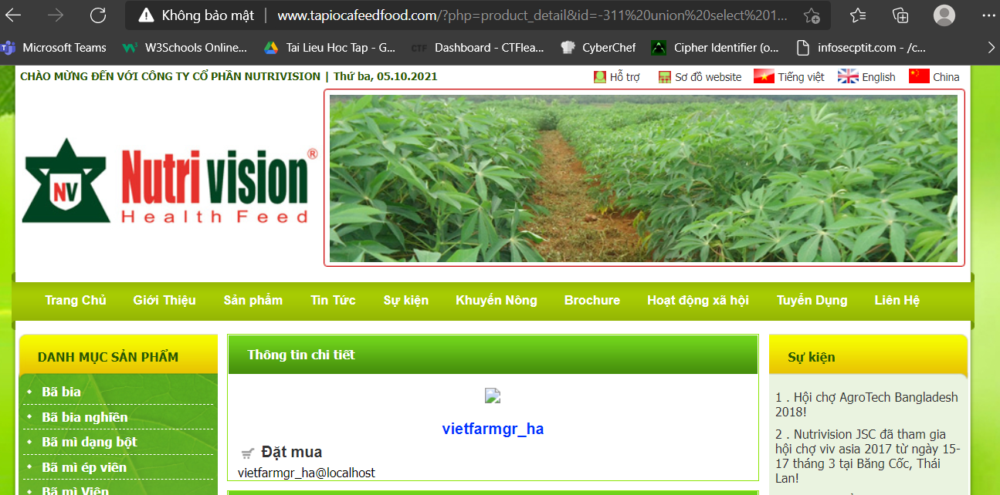 Không bảo mật | www.tapiocafeedfood.com/?php=product_detail&id=-311%20union%20select%201...
Microsoft Teams W3Schools Online... Tai Lieu Hoc Tap - G... CTF Dashboard - CTFlea... CyberChef Cipher Identifier (o... infosecptit.com - /c...
CHÀO MỪNG ĐẾN VỚI CÔNG TY CỔ PHẦN NUTRIVISION | Thứ ba, 05.10.2021
Hỗ trợ Sơ đồ website Tiếng việt English China
NV Nutri vision®
Health Feed
Trang Chủ Giới Thiệu Sản phẩm Tin Tức Sự kiện Khuyến Nông Brochure Hoạt động xã hội Tuyển Dụng Liên Hệ
DANH MỤC SẢN PHẨM
Bã bia
Bã bia nghiền
Bã mì dạng bột
Bã mì ép viên
Bã mì Viên
Thông tin chi tiết
vietfarmgr_ha
Đặt mua
vietfarmgr_ha@localhost
Sự kiện
1 . Hội chợ AgroTech Bangladesh
2018!
2 . Nutrivision JSC đã tham gia
hội chợ viv asia 2017 từ ngày 15-
17 tháng 3 tại Băng Cốc, Thái
Lan!